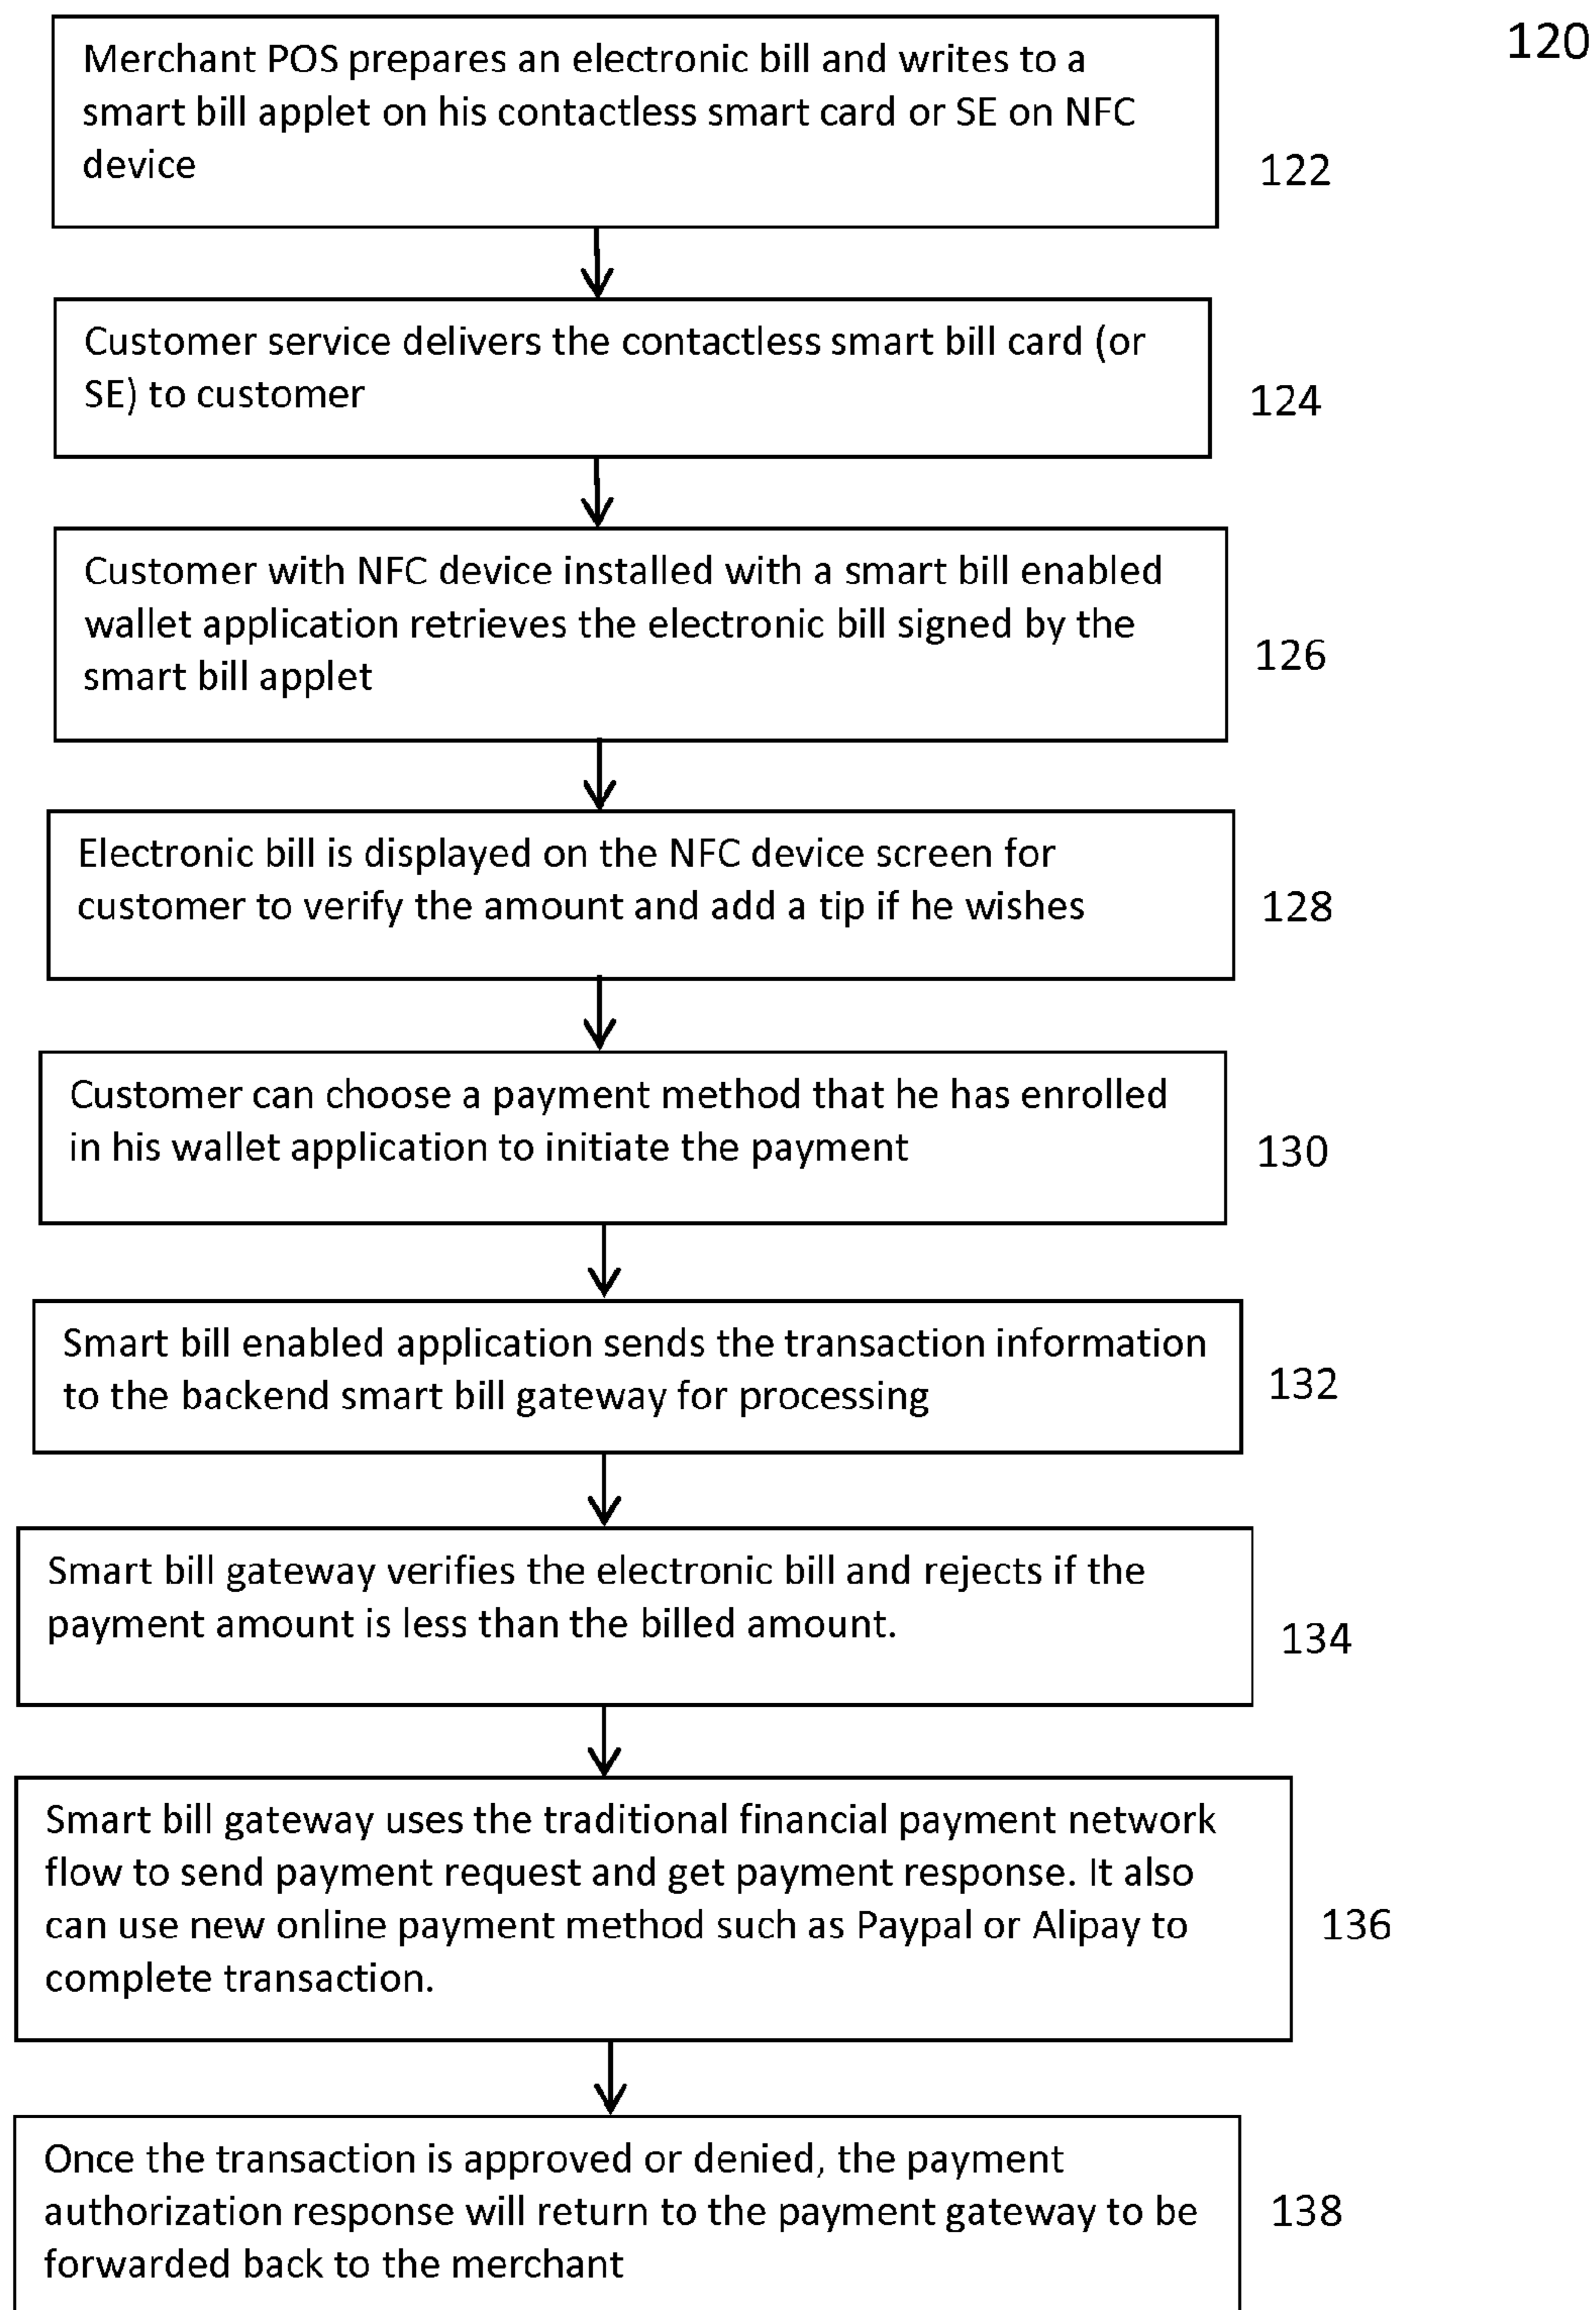 120
Merchant POS prepares an electronic bill and writes to a
smart bill applet on his contactless smart card or SE on NFC
device
122
Customer service delivers the contactless smart bill card (or
SE) to customer
124
Customer with NFC device installed with a smart bill enabled
wallet application retrieves the electronic bill signed by the
smart bill applet
126
Electronic bill is displayed on the NFC device screen for
customer to verify the amount and add a tip if he wishes
128
Customer can choose a payment method that he has enrolled
in his wallet application to initiate the payment
130
Smart bill enabled application sends the transaction information
to the backend smart bill gateway for processing
132
Smart bill gateway verifies the electronic bill and rejects if the
payment amount is less than the billed amount.
134
Smart bill gateway uses the traditional financial payment network
flow to send payment request and get payment response. It also
can use new online payment method such as Paypal or Alipay to
complete transaction.
136
Once the transaction is approved or denied, the payment
authorization response will return to the payment gateway to be
forwarded back to the merchant
138